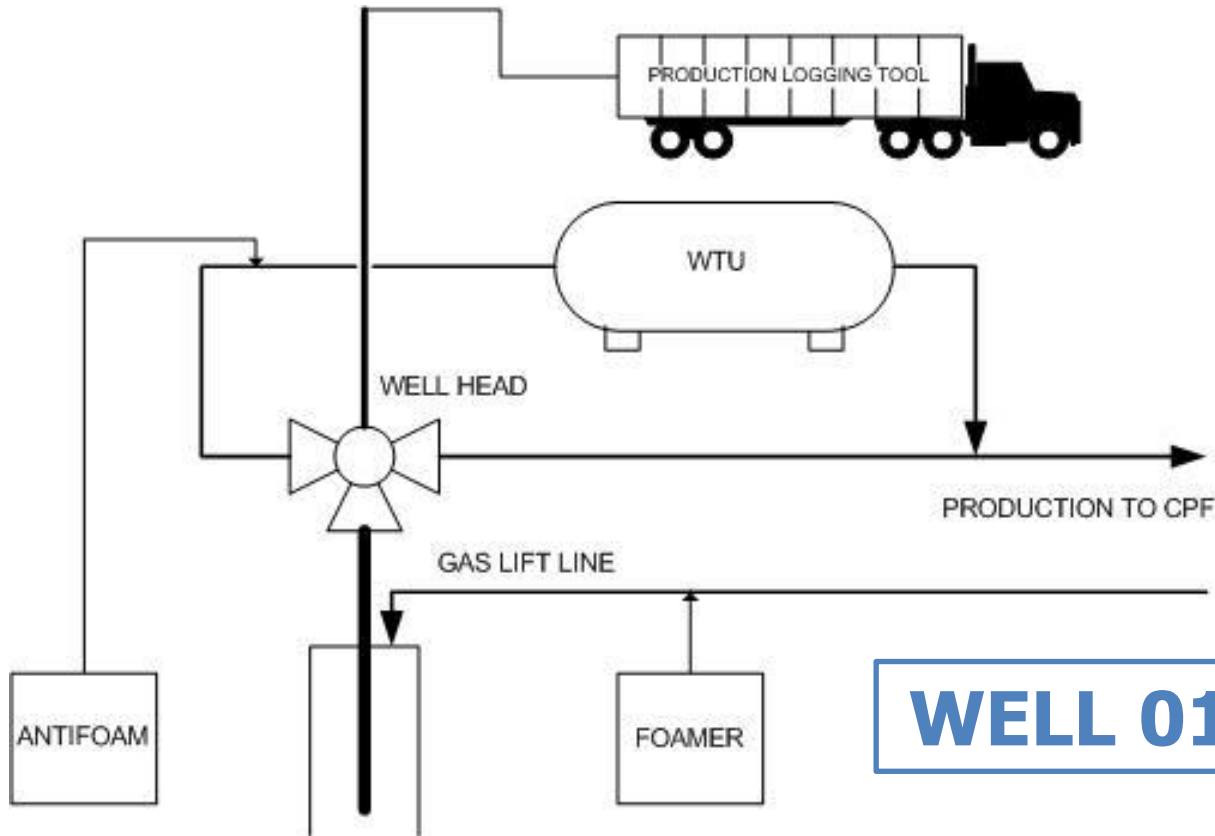 PRODUCTION LOGGING TOOL
WTU
WELL HEAD
PRODUCTION TO CPF
GAS LIFT LINE
ANTIFOAM
FOAMER
WELL 01